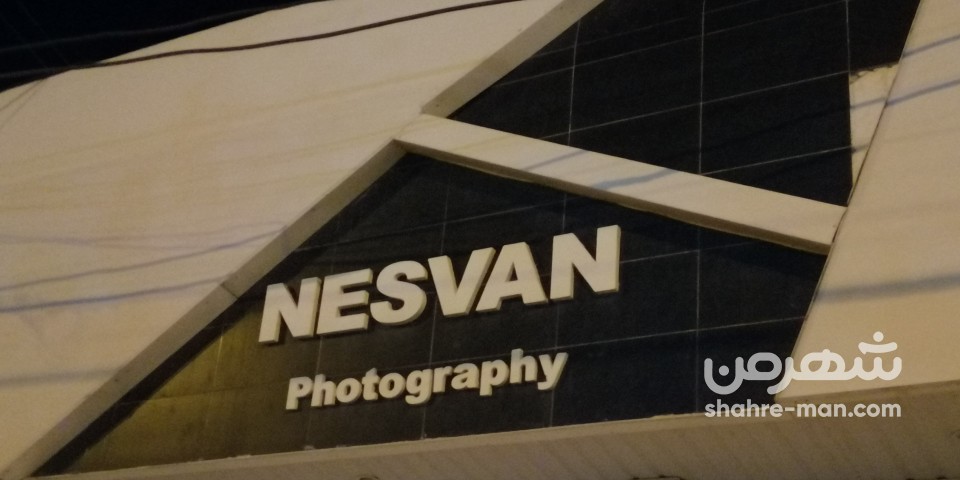 NESVAN
Photography
شهرمن
shahre-man.com